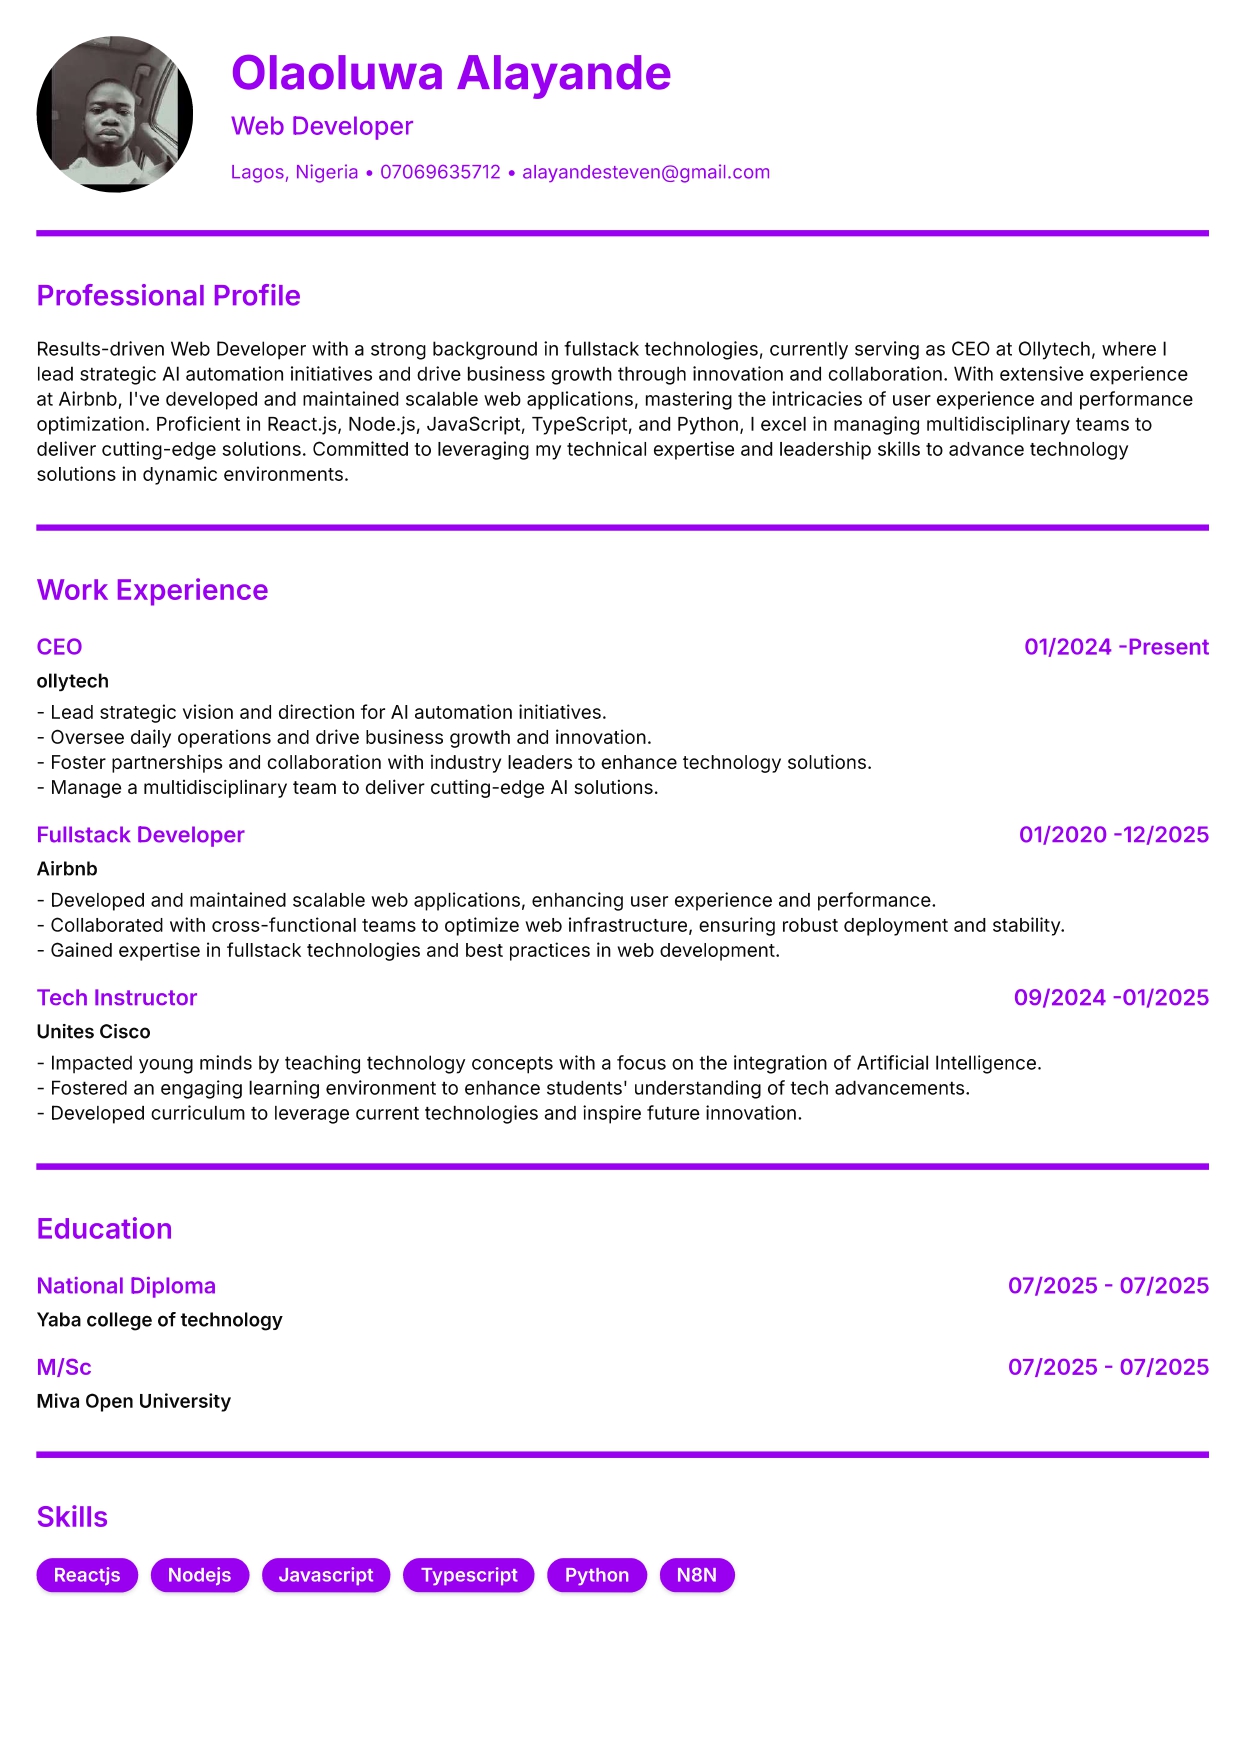 Olaoluwa Alayande
Web Developer
Lagos, Nigeria • 07069635712 • alayandesteven@gmail.com
Professional Profile
Results-driven Web Developer with a strong background in fullstack technologies, currently serving as CEO at Ollytech, where I
lead strategic AI automation initiatives and drive business growth through innovation and collaboration. With extensive experience
at Airbnb, I've developed and maintained scalable web applications, mastering the intricacies of user experience and performance
optimization. Proficient in React.js, Node.js, JavaScript, TypeScript, and Python, I excel in managing multidisciplinary teams to
deliver cutting-edge solutions. Committed to leveraging my technical expertise and leadership skills to advance technology
solutions in dynamic environments.
Work Experience
CEO 01/2024 -Present
ollytech
- Lead strategic vision and direction for AI automation initiatives.
- Oversee daily operations and drive business growth and innovation.
- Foster partnerships and collaboration with industry leaders to enhance technology solutions.
- Manage a multidisciplinary team to deliver cutting-edge AI solutions.
Fullstack Developer 01/2020 -12/2025
Airbnb
- Developed and maintained scalable web applications, enhancing user experience and performance.
- Collaborated with cross-functional teams to optimize web infrastructure, ensuring robust deployment and stability.
- Gained expertise in fullstack technologies and best practices in web development.
Tech Instructor 09/2024 -01/2025
Unites Cisco
- Impacted young minds by teaching technology concepts with a focus on the integration of Artificial Intelligence.
- Fostered an engaging learning environment to enhance students' understanding of tech advancements.
- Developed curriculum to leverage current technologies and inspire future innovation.
Education
National Diploma 07/2025 - 07/2025
Yaba college of technology
M/Sc 07/2025 - 07/2025
Miva Open University
Skills
Reactjs Nodejs Javascript Typescript Python N8N